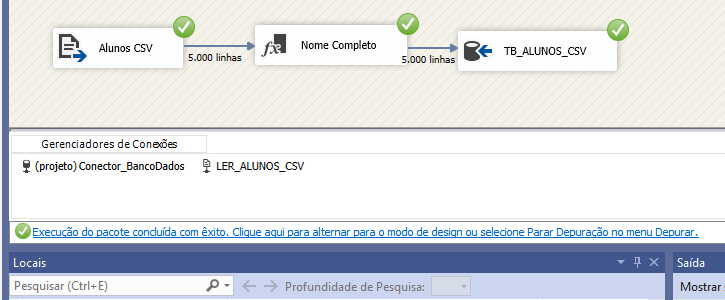 Alunos CSV
5.000 linhas
Nome Completo
5.000 linhas
TB_ALUNOS_CSV
Gerenciadores de Conexões
(projeto) Conector_BancoDados
LER_ALUNOS_CSV
Execução do pacote concluída com êxito. Clique aqui para alternar para o modo de design ou selecione Parar Depuração no menu Depurar.
Locais
Saída
Pesquisar (Ctrl+E)
Profundidade de Pesquisa:
Mostrar